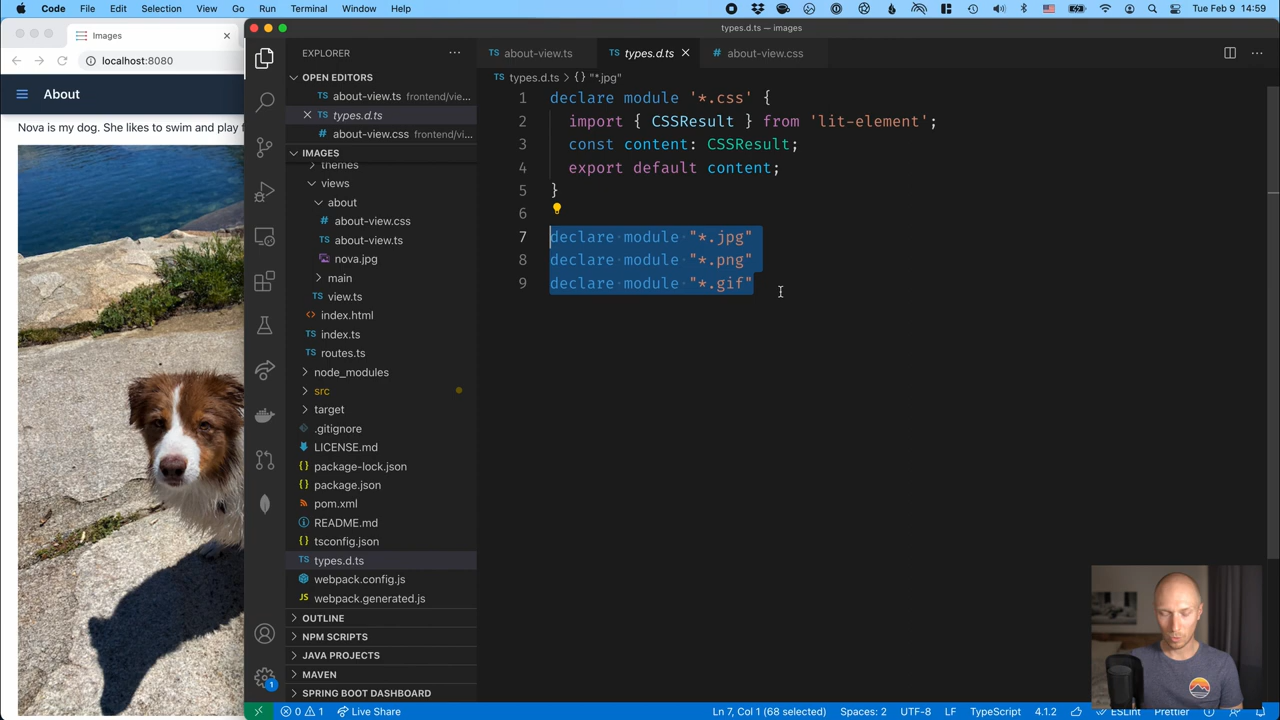 Code File Edit Selection View Go Run Terminal Window Help
Tue Feb 9 14:59
Images
localhost:8080
About
Nova is my dog. She likes to swim and play
types.d.ts — images
EXPLORER
OPEN EDITORS
TS about-view.ts frontend/vie...
TS types.d.ts
# about-view.css frontend/vi...
IMAGES
themes
views
about
# about-view.css
TS about-view.ts
nova.jpg
main
TS view.ts
<> index.html
TS index.ts
TS routes.ts
node_modules
src
target
.gitignore
LICENSE.md
{} package-lock.json
{} package.json
pom.xml
README.md
tsconfig.json
TS types.d.ts
webpack.config.js
JS webpack.generated.js
OUTLINE
NPM SCRIPTS
JAVA PROJECTS
MAVEN
SPRING BOOT DASHBOARD
1
TS about-view.ts
TS types.d.ts
# about-view.css
TS types.d.ts > {} "*.jpg"
1 declare module '*.css' {
2 import { CSSResult } from 'lit-element';
3 const content: CSSResult;
4 export default content;
5 }
6
7 declare module "*.jpg"
8 declare module "*.png"
9 declare module "*.gif"
0 1 Live Share
Ln 7, Col 1 (68 selected) Spaces: 2 UTF-8 LF TypeScript 4.1.2 ESLint Prettier